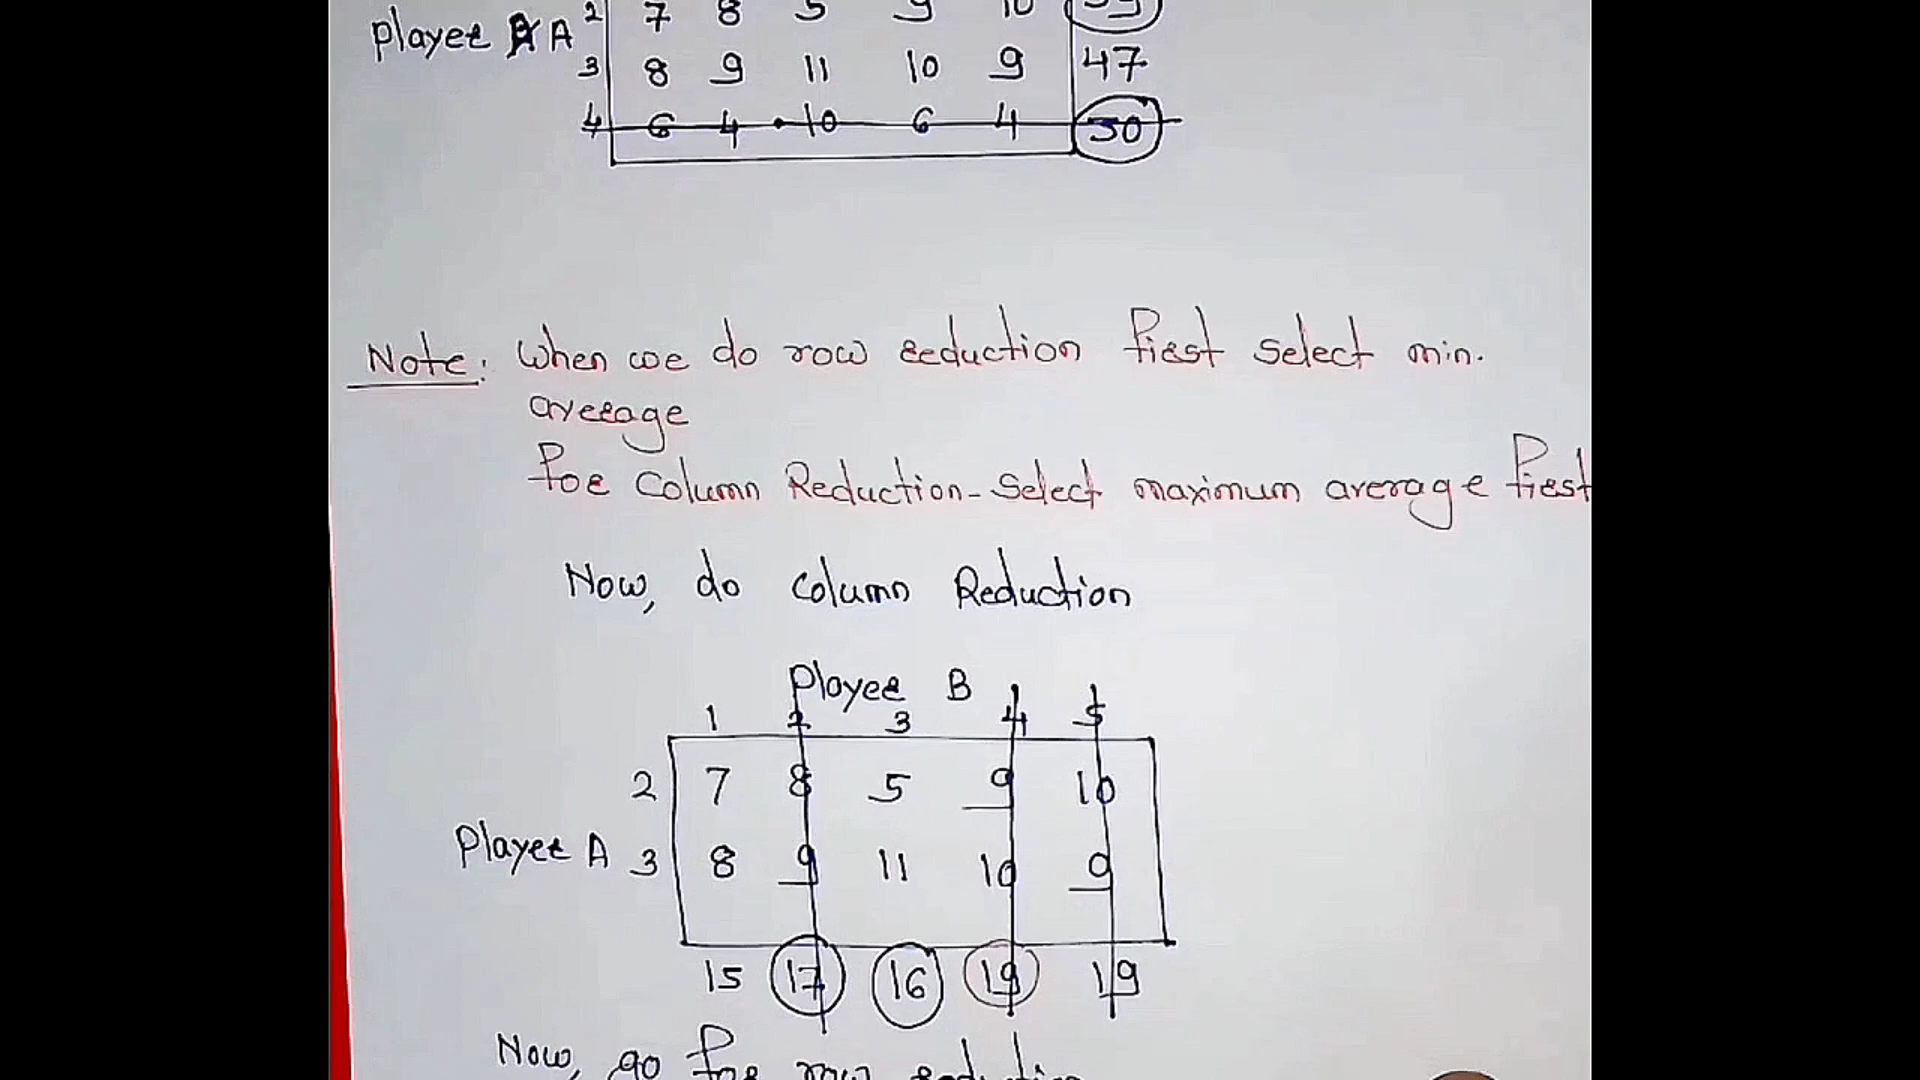 Player A 2 7 8 5 9 10 39
3 8 9 11 10 9 47
4 6 4 10 6 4 30
Note: When we do row reduction first select min.
average
for Column Reduction - Select maximum average first
Now, do Column Reduction
Player B
1 2 3 4 5
2 7 8 5 9 10
Player A 3 8 9 11 10 9
15 17 16 19 19
Now, go for row reduction